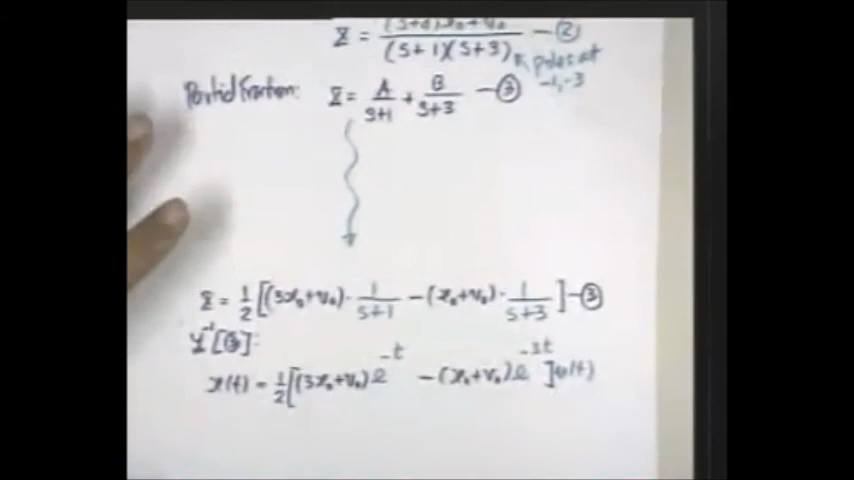 X = (s+4)x₀+v₀ / (s+1)(s+3) — ②
poles at
-1, -3
Partial fraction: X = A/s+1 + B/s+3 — ③
X = 1/2 [(3x₀+v₀)· 1/s+1 − (x₀+v₀)· 1/s+3 ] — ③
ℒ⁻¹[③]:
x(t) = 1/2 [(3x₀+v₀)e^-t − (x₀+v₀)e^-3t ]u(t)